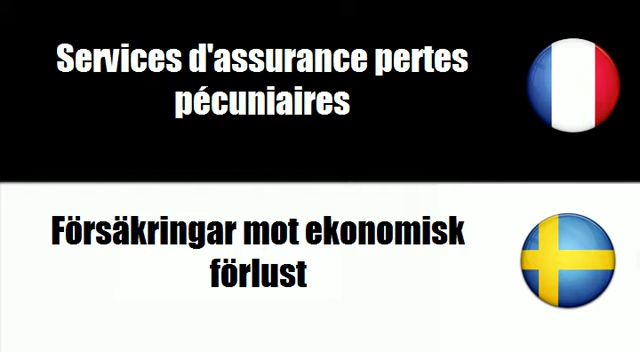 Services d'assurance pertes
pécuniaires
Försäkringar mot ekonomisk
förlust